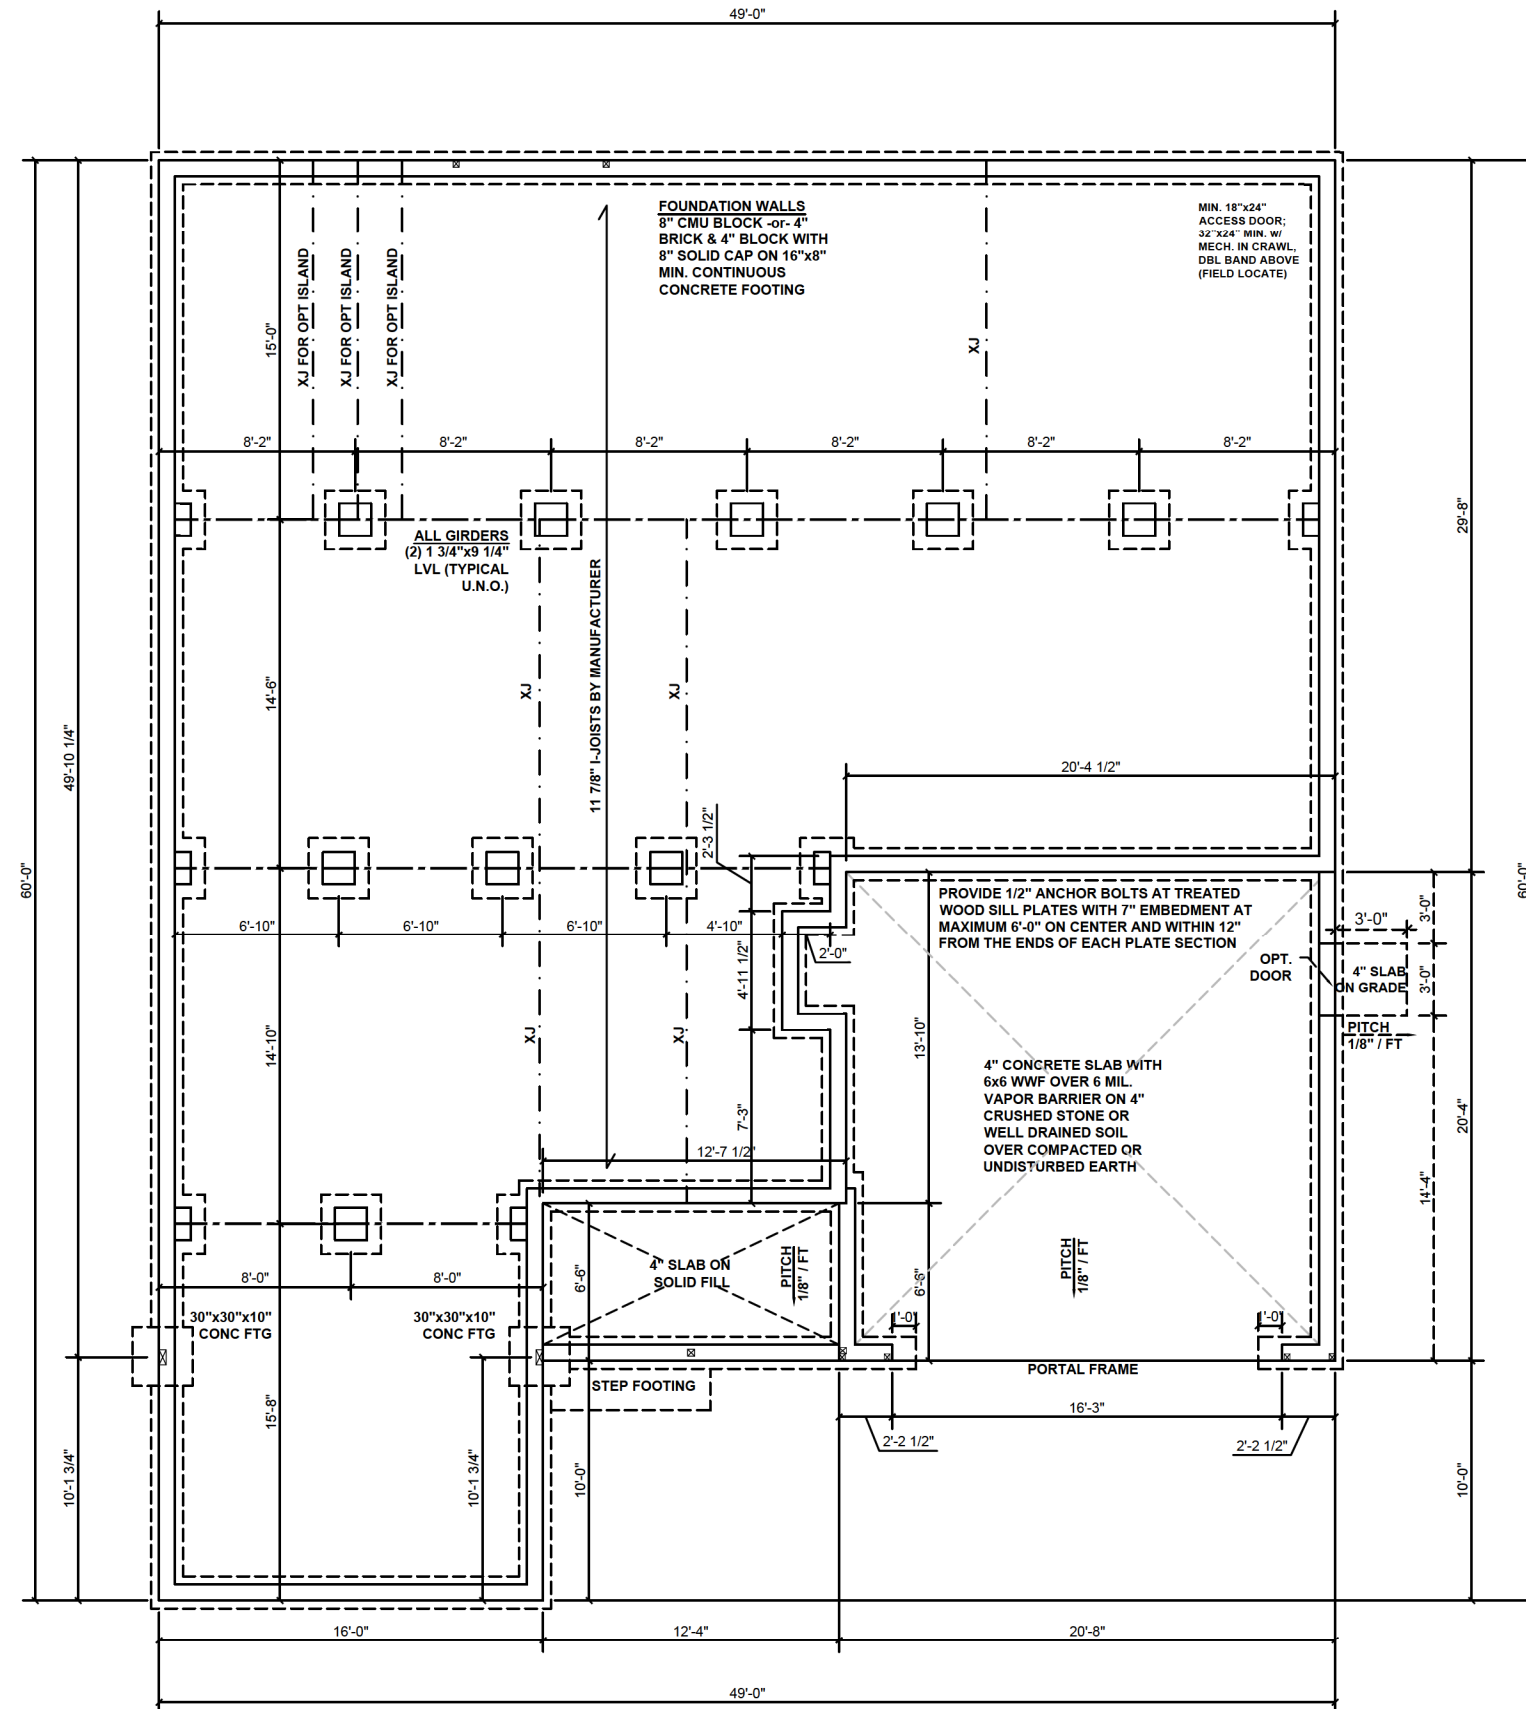 49'-0"
FOUNDATION WALLS
8" CMU BLOCK -or- 4"
BRICK & 4" BLOCK WITH
8" SOLID CAP ON 16"x8"
MIN. CONTINUOUS
CONCRETE FOOTING
MIN. 18"x24"
ACCESS DOOR;
32"x24" MIN. w/
MECH. IN CRAWL,
DBL BAND ABOVE
(FIELD LOCATE)
XJ FOR OPT ISLAND
XJ FOR OPT ISLAND
XJ FOR OPT ISLAND
15'-0"
XJ
8'-2"
8'-2"
8'-2"
8'-2"
8'-2"
8'-2"
29'-8"
ALL GIRDERS
(2) 1 3/4"x9 1/4"
LVL (TYPICAL
U.N.O.)
11 7/8" I-JOISTS BY MANUFACTURER
14'-6"
XJ
XJ
49'-10 1/4"
60'-0"
60'-0"
20'-4 1/2"
2'-3 1/2"
6'-10"
6'-10"
6'-10"
4'-10"
2'-0"
4'-11 1/2"
PROVIDE 1/2" ANCHOR BOLTS AT TREATED
WOOD SILL PLATES WITH 7" EMBEDMENT AT
MAXIMUM 6'-0" ON CENTER AND WITHIN 12"
FROM THE ENDS OF EACH PLATE SECTION
OPT.
DOOR
3'-0"
3'-0"
3'-0"
4" SLAB
ON GRADE
PITCH
1/8" / FT
14'-10"
XJ
XJ
13'-10"
4" CONCRETE SLAB WITH
6x6 WWF OVER 6 MIL.
VAPOR BARRIER ON 4"
CRUSHED STONE OR
WELL DRAINED SOIL
OVER COMPACTED OR
UNDISTURBED EARTH
7'-3"
12'-7 1/2"
20'-4"
14'-4"
8'-0"
8'-0"
6'-6"
4" SLAB ON
SOLID FILL
PITCH
1/8" / FT
6'-6"
PITCH
1/8" / FT
30"x30"x10"
CONC FTG
30"x30"x10"
CONC FTG
1'-0"
1'-0"
STEP FOOTING
PORTAL FRAME
15'-8"
16'-3"
2'-2 1/2"
2'-2 1/2"
10'-1 3/4"
10'-1 3/4"
10'-0"
10'-0"
16'-0"
12'-4"
20'-8"
49'-0"